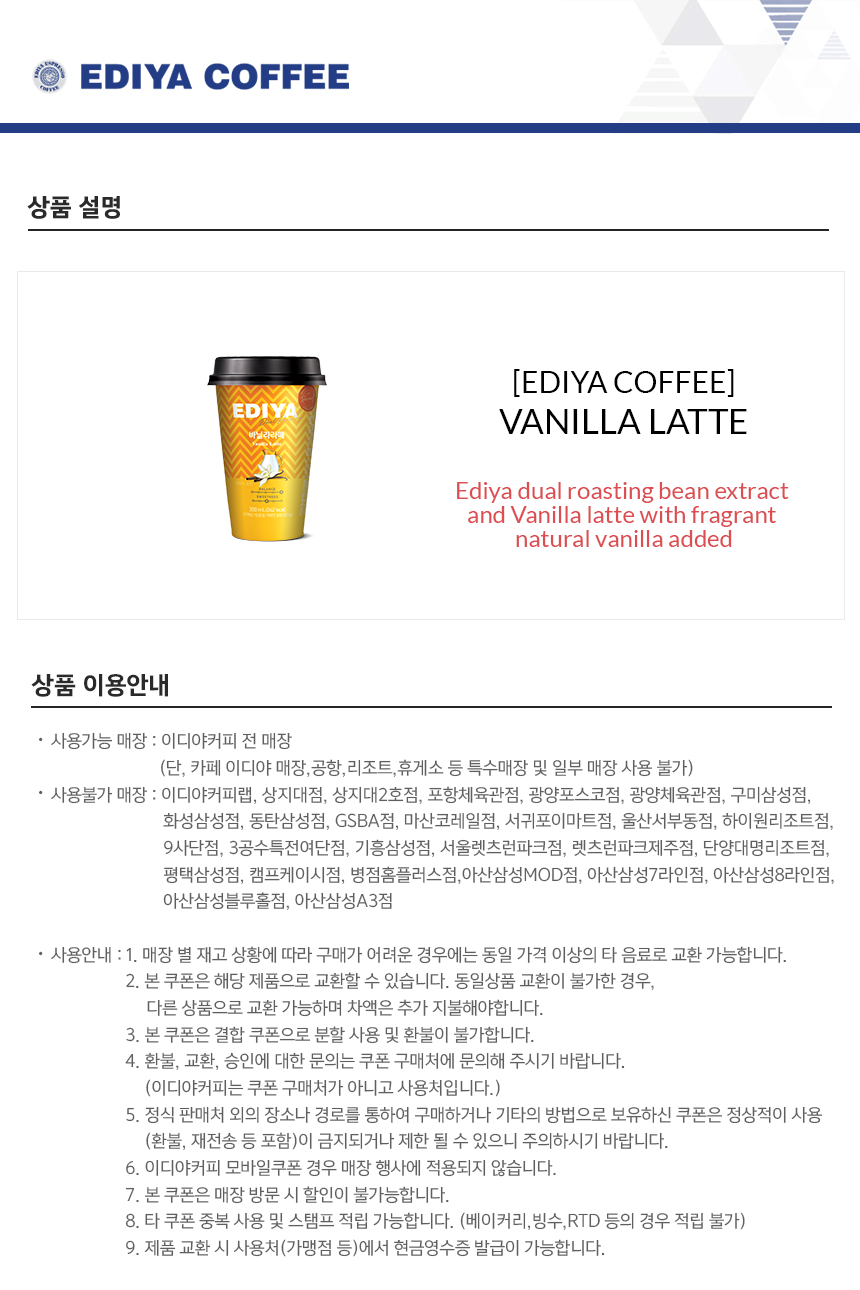 EDIYA ESPRESSO COFFEE
EDIYA COFFEE
상품 설명
EDIYA
바닐라라떼
Vanilla Latte
BALANCE
SWEETNESS
[EDIYA COFFEE]
VANILLA LATTE
Ediya dual roasting bean extract
and Vanilla latte with fragrant
natural vanilla added
상품 이용안내
· 사용가능 매장 : 이디야커피 전 매장
(단, 카페 이디야 매장,공항,리조트,휴게소 등 특수매장 및 일부 매장 사용 불가)
· 사용불가 매장 : 이디야커피랩, 상지대점, 상지대2호점, 포항체육관점, 광양포스코점, 광양체육관점, 구미삼성점,
화성삼성점, 동탄삼성점, GSBA점, 마산코레일점, 서귀포이마트점, 울산서부동점, 하이원리조트점,
9사단점, 3공수특전여단점, 기흥삼성점, 서울렛츠런파크점, 렛츠런파크제주점, 단양대명리조트점,
평택삼성점, 캠프케이시점, 병점홈플러스점,아산삼성MOD점, 아산삼성7라인점, 아산삼성8라인점,
아산삼성블루홀점, 아산삼성A3점
· 사용안내 : 1. 매장 별 재고 상황에 따라 구매가 어려운 경우에는 동일 가격 이상의 타 음료로 교환 가능합니다.
2. 본 쿠폰은 해당 제품으로 교환할 수 있습니다. 동일상품 교환이 불가한 경우,
다른 상품으로 교환 가능하며 차액은 추가 지불해야합니다.
3. 본 쿠폰은 결합 쿠폰으로 분할 사용 및 환불이 불가합니다.
4. 환불, 교환, 승인에 대한 문의는 쿠폰 구매처에 문의해 주시기 바랍니다.
(이디야커피는 쿠폰 구매처가 아니고 사용처입니다.)
5. 정식 판매처 외의 장소나 경로를 통하여 구매하거나 기타의 방법으로 보유하신 쿠폰은 정상적이 사용
(환불, 재전송 등 포함)이 금지되거나 제한 될 수 있으니 주의하시기 바랍니다.
6. 이디야커피 모바일쿠폰 경우 매장 행사에 적용되지 않습니다.
7. 본 쿠폰은 매장 방문 시 할인이 불가능합니다.
8. 타 쿠폰 중복 사용 및 스탬프 적립 가능합니다. (베이커리,빙수,RTD 등의 경우 적립 불가)
9. 제품 교환 시 사용처(가맹점 등)에서 현금영수증 발급이 가능합니다.